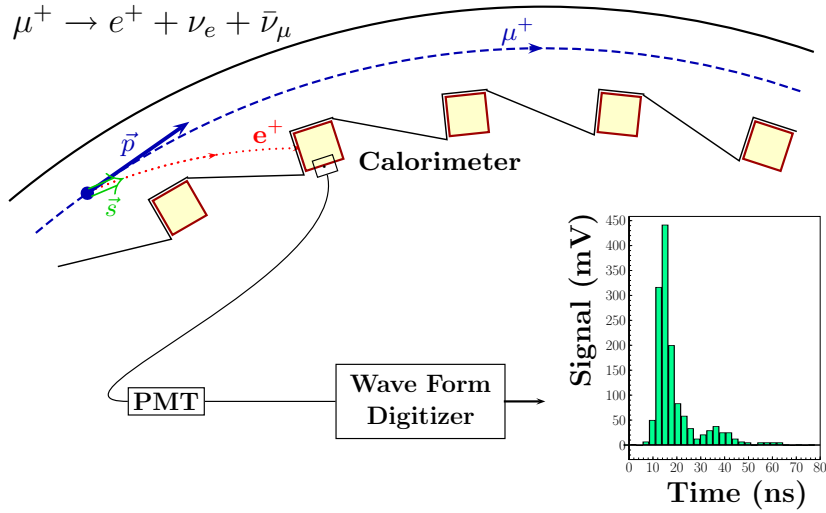 μ⁺ → e⁺ + ν_e + ν̄_μ
μ⁺
p⃗
e⁺
s⃗
Calorimeter
PMT
Wave Form
Digitizer
Signal (mV)
450
400
350
300
250
200
150
100
50
0
0 10 20 30 40 50 60 70 80
Time (ns)